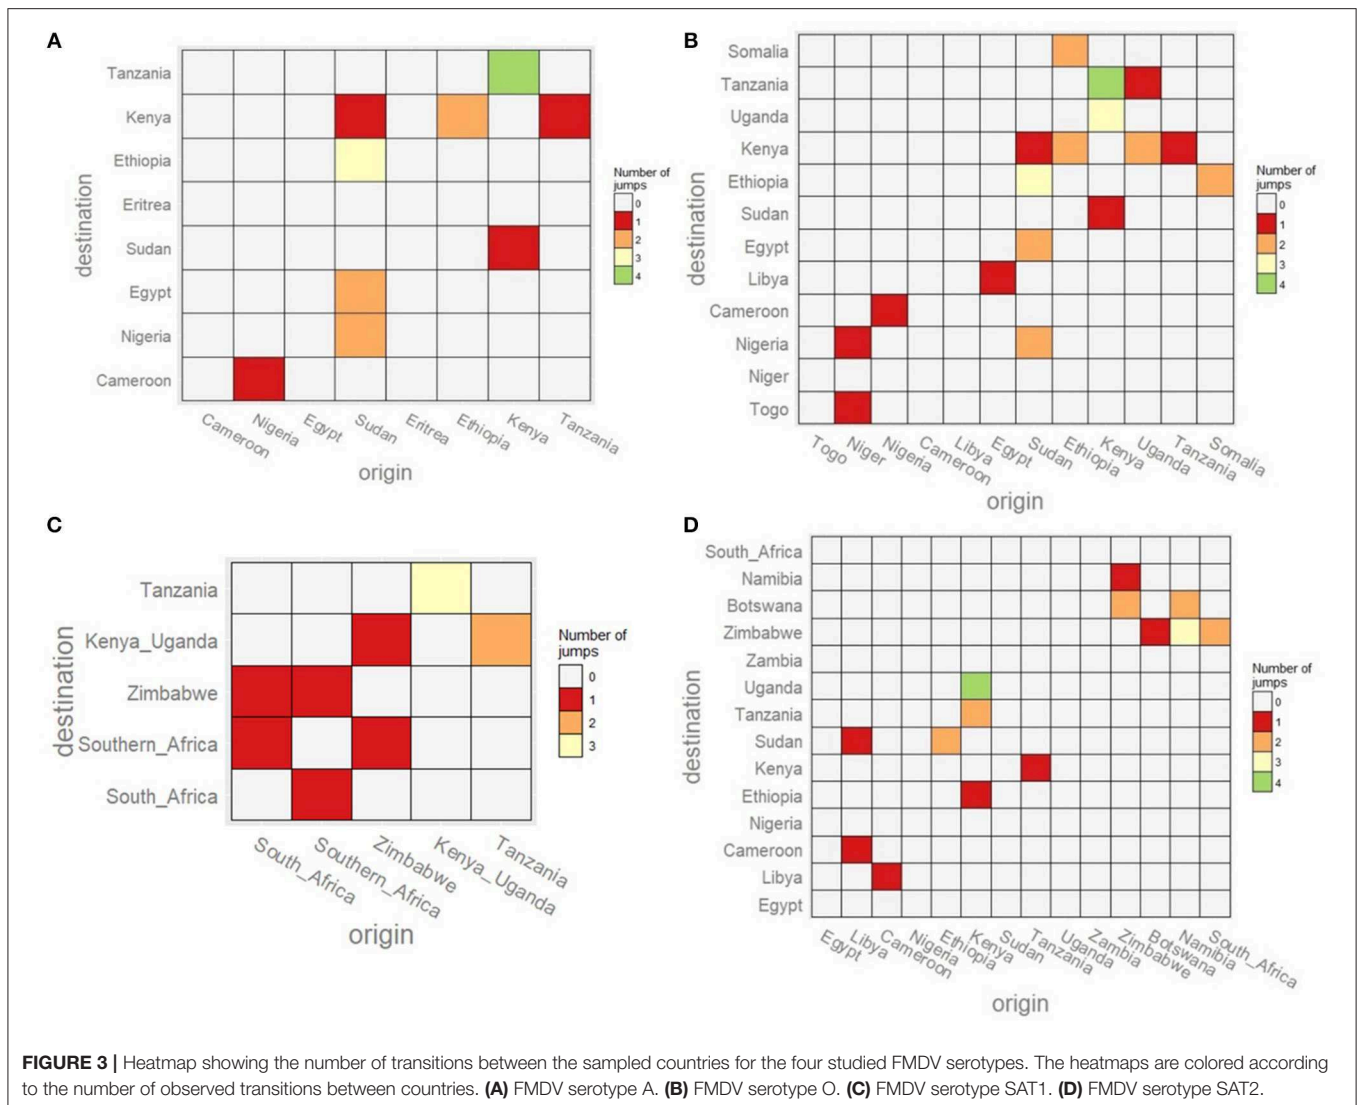 A
Tanzania
Kenya
Ethiopia
Eritrea
Sudan
Egypt
Nigeria
Cameroon
destination
Cameroon
Nigeria
Egypt
Sudan
Eritrea
Ethiopia
Kenya
Tanzania
origin
Number of
jumps
0
1
2
3
4
B
Somalia
Tanzania
Uganda
Kenya
Ethiopia
Sudan
Egypt
Libya
Cameroon
Nigeria
Niger
Togo
destination
Togo
Niger
Nigeria
Cameroon
Libya
Egypt
Sudan
Ethiopia
Kenya
Uganda
Tanzania
Somalia
origin
Number of
jumps
0
1
2
3
4
C
Tanzania
Kenya_Uganda
Zimbabwe
Southern_Africa
South_Africa
destination
South_Africa
Southern_Africa
Zimbabwe
Kenya_Uganda
Tanzania
origin
Number of
jumps
0
1
2
3
D
South_Africa
Namibia
Botswana
Zimbabwe
Zambia
Uganda
Tanzania
Sudan
Kenya
Ethiopia
Nigeria
Cameroon
Libya
Egypt
destination
Egypt
Libya
Cameroon
Nigeria
Ethiopia
Kenya
Sudan
Tanzania
Uganda
Zambia
Zimbabwe
Botswana
Namibia
South_Africa
origin
Number of
jumps
0
1
2
3
4
FIGURE 3 | Heatmap showing the number of transitions between the sampled countries for the four studied FMDV serotypes. The heatmaps are colored according
to the number of observed transitions between countries. (A) FMDV serotype A. (B) FMDV serotype O. (C) FMDV serotype SAT1. (D) FMDV serotype SAT2.